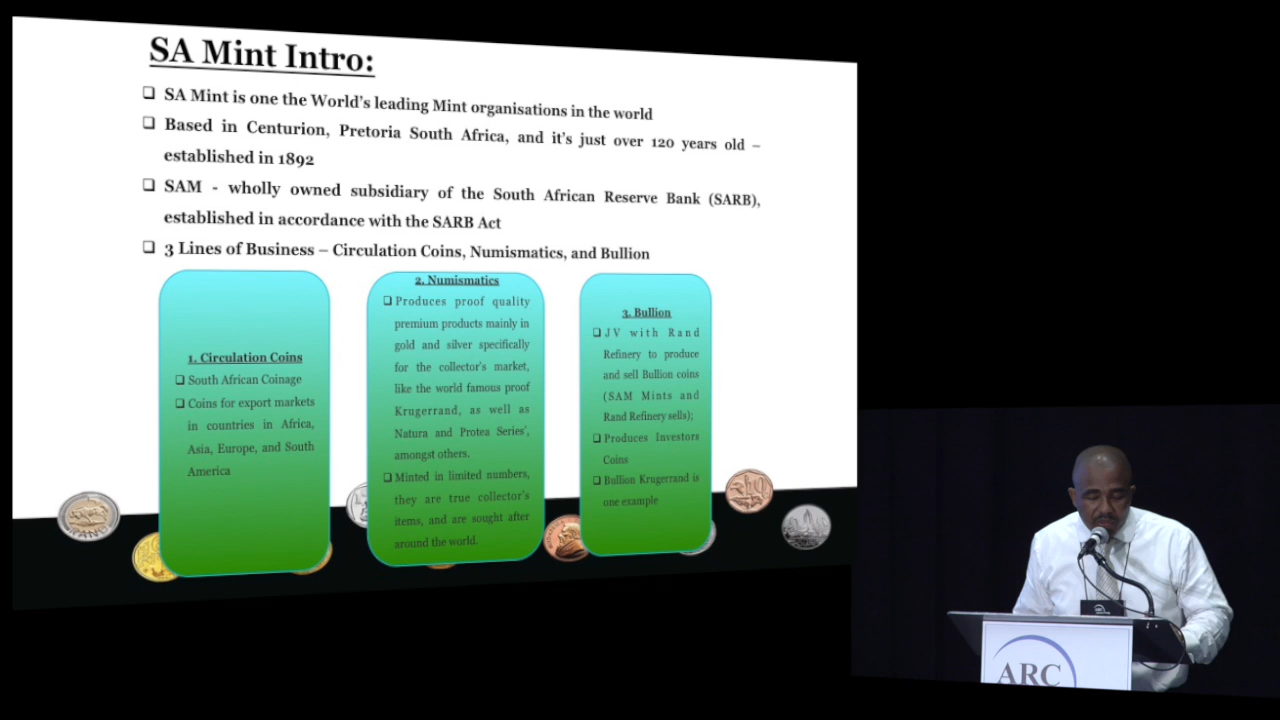 SA Mint Intro:
❑ SA Mint is one the World's leading Mint organisations in the world
❑ Based in Centurion, Pretoria South Africa, and it's just over 120 years old –
established in 1892
❑ SAM - wholly owned subsidiary of the South African Reserve Bank (SARB),
established in accordance with the SARB Act
❑ 3 Lines of Business – Circulation Coins, Numismatics, and Bullion
1. Circulation Coins
❑ South African Coinage
❑ Coins for export markets
in countries in Africa,
Asia, Europe, and South
America
2. Numismatics
❑ Produces proof quality
premium products mainly in
gold and silver specifically
for the collector's market,
like the world famous proof
Krugerrand, as well as
Natura and Protea Series',
amongst others.
❑ Minted in limited numbers,
they are true collector's
items, and are sought after
around the world.
3. Bullion
❑ JV with Rand
Refinery to produce
and sell Bullion coins
(SAM Mints and
Rand Refinery sells);
❑ Produces Investors
Coins
❑ Bullion Krugerrand is
one example
ARC